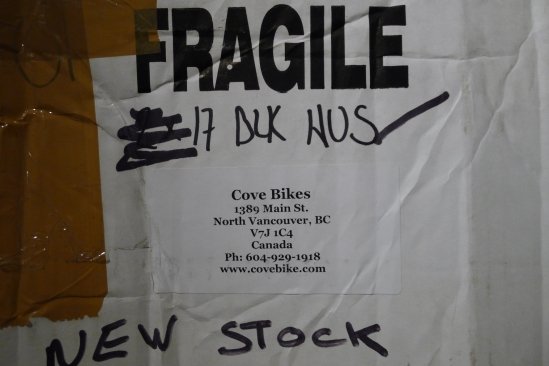 FRAGILE
17 DLK HUS
Cove Bikes
1389 Main St.
North Vancouver, BC
V7J 1C4
Canada
Ph: 604-929-1918
www.covebike.com
NEW STOCK